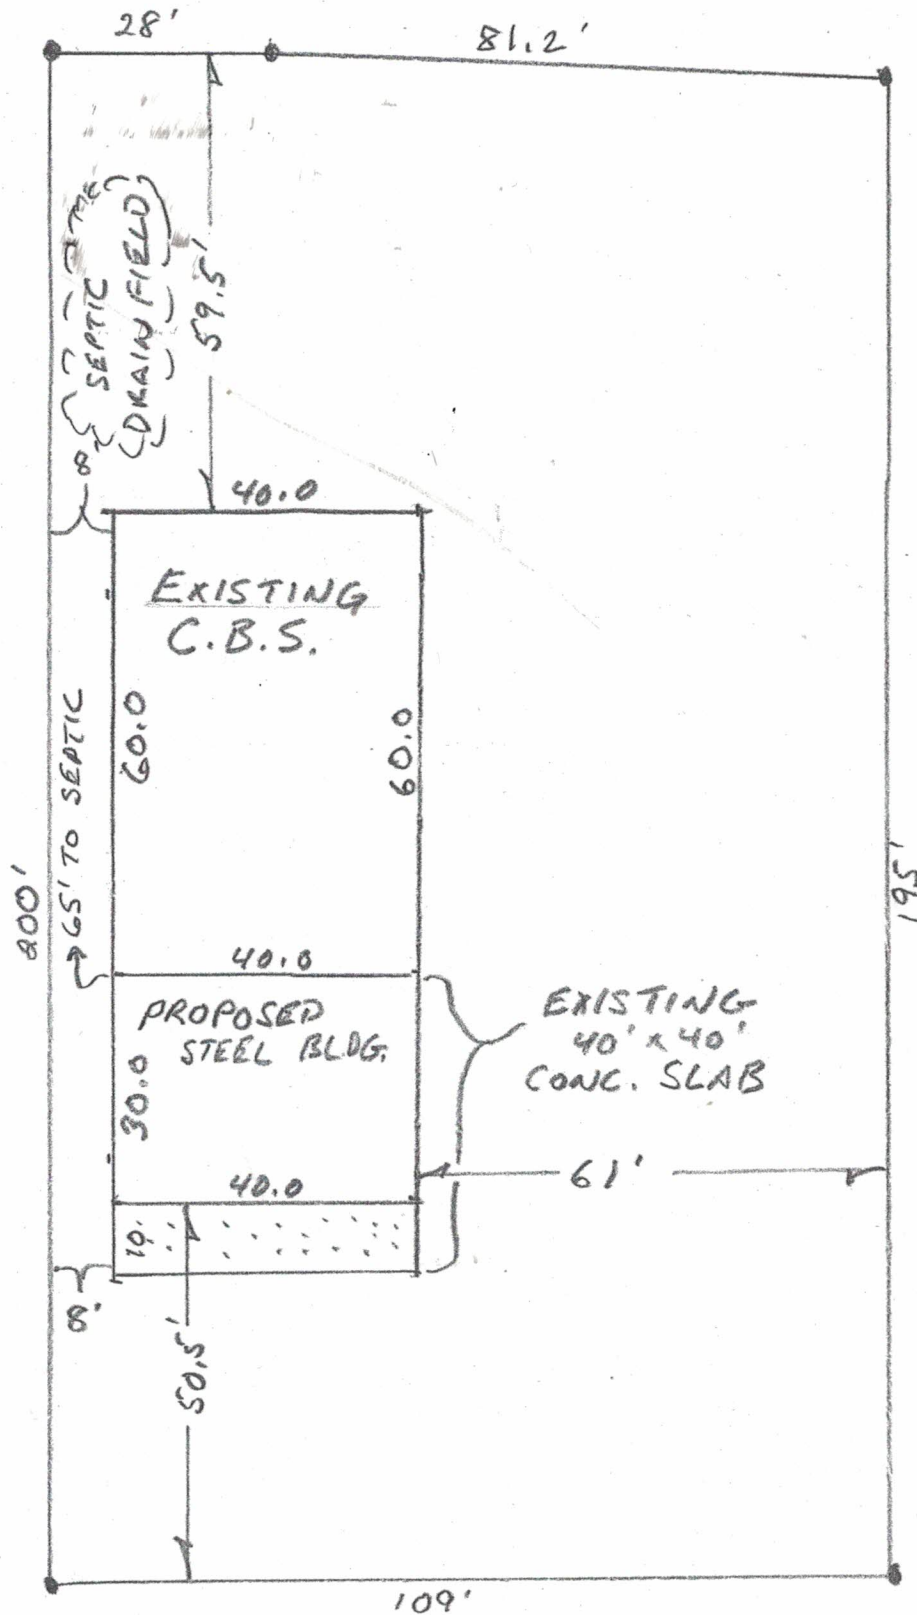 28'
81.2'
59.5'
SEPTIC
DRAIN FIELD
8'
40.0
EXISTING
C.B.S.
60.0
60.0
65' TO SEPTIC
200'
195'
40.0
PROPOSED
STEEL BLDG.
30.0
EXISTING
40' x 40'
CONC. SLAB
61'
40.0
10'
8'
50.5'
109'